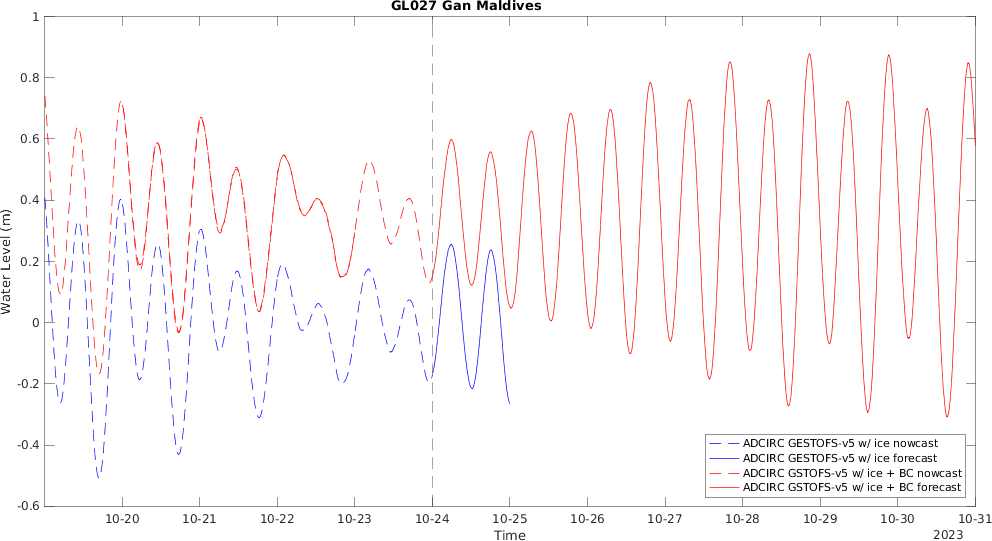 GL027 Gan Maldives
Water Level (m)
1
0.8
0.6
0.4
0.2
0
-0.2
-0.4
-0.6
ADCIRC GESTOFS-v5 w/ ice nowcast
ADCIRC GESTOFS-v5 w/ ice forecast
ADCIRC GSTOFS-v5 w/ ice + BC nowcast
ADCIRC GSTOFS-v5 w/ ice + BC forecast
10-20 10-21 10-22 10-23 10-24 10-25 10-26 10-27 10-28 10-29 10-30 10-31
Time
2023